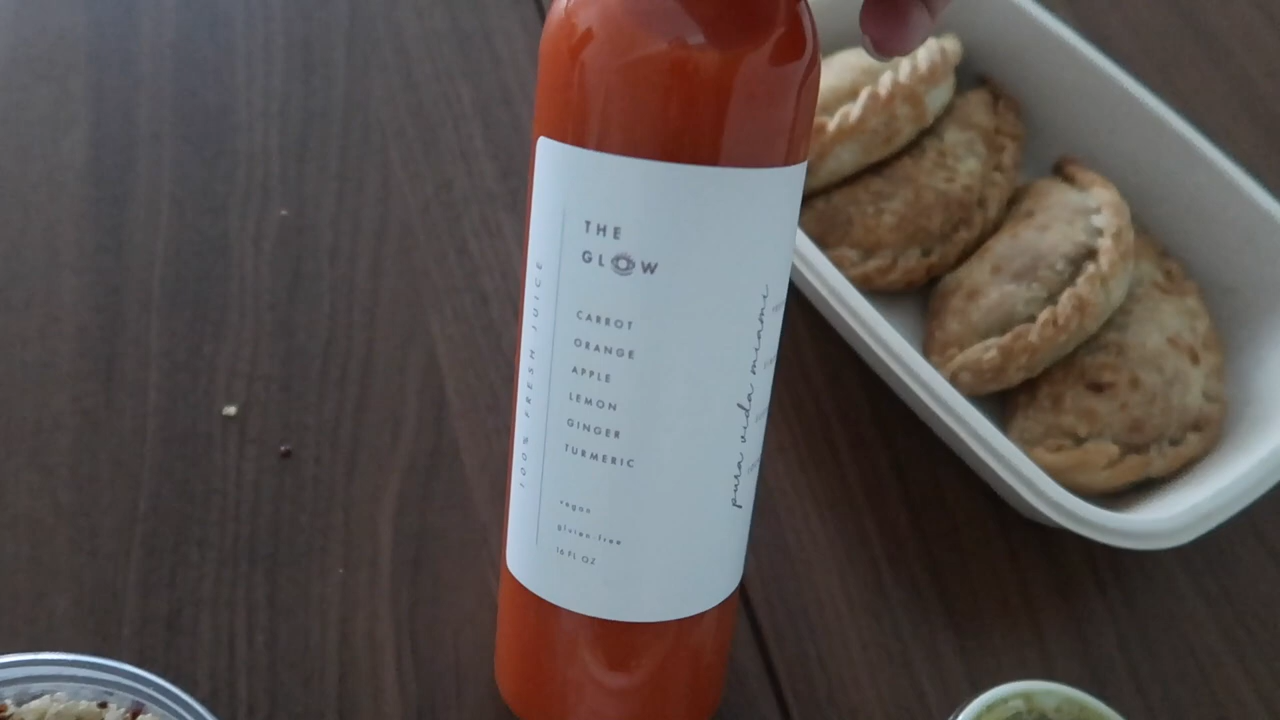 THE
GLOW
CARROT
ORANGE
APPLE
LEMON
GINGER
TURMERIC
vegan
gluten-free
16 FL OZ
100% FRESH JUICE
pura vida miami